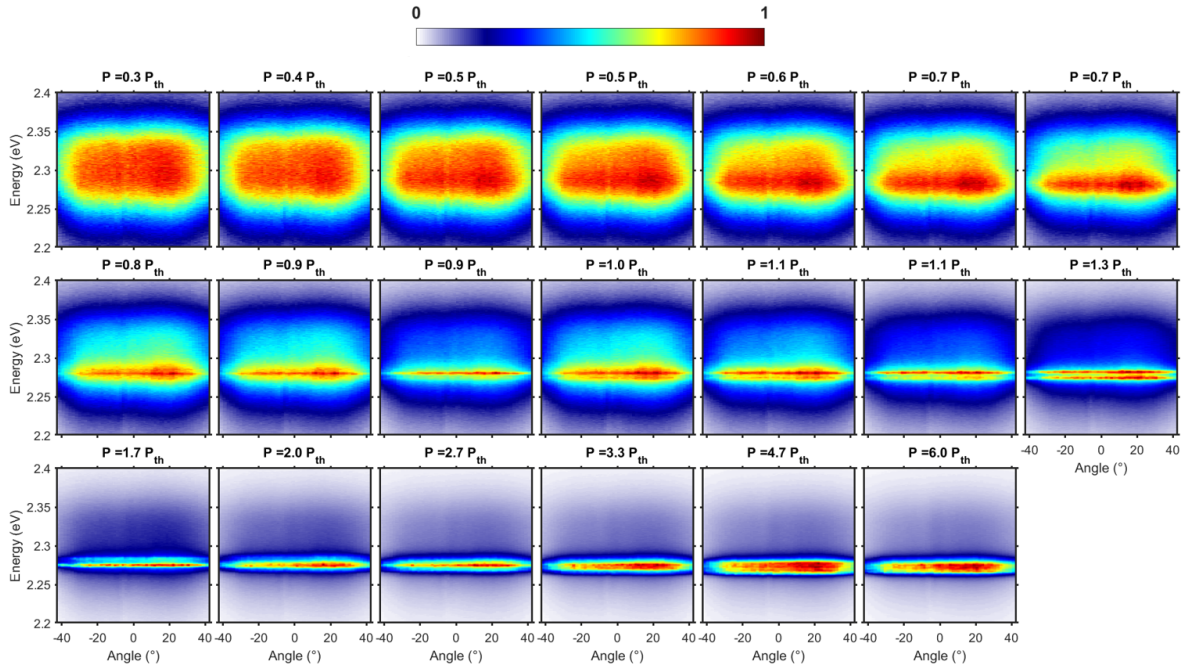 0 1
P =0.3 P_th P =0.4 P_th P =0.5 P_th P =0.5 P_th P =0.6 P_th P =0.7 P_th P =0.7 P_th
2.4
2.35
2.3
2.25
2.2
Energy (eV)
P =0.8 P_th P =0.9 P_th P =0.9 P_th P =1.0 P_th P =1.1 P_th P =1.1 P_th P =1.3 P_th
2.4
2.35
2.3
2.25
2.2
Energy (eV)
-40 -20 0 20 40
Angle (°)
P =1.7 P_th P =2.0 P_th P =2.7 P_th P =3.3 P_th P =4.7 P_th P =6.0 P_th
2.4
2.35
2.3
2.25
2.2
Energy (eV)
-40 -20 0 20 40 -40 -20 0 20 40 -40 -20 0 20 40 -40 -20 0 20 40 -40 -20 0 20 40 -40 -20 0 20 40
Angle (°) Angle (°) Angle (°) Angle (°) Angle (°) Angle (°)